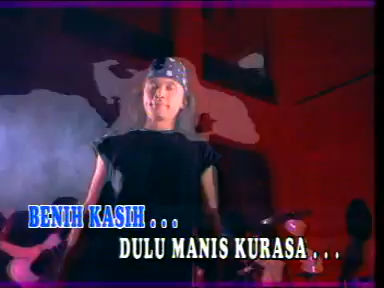 BENIH KASIH . . .
DULU MANIS KURASA . . .